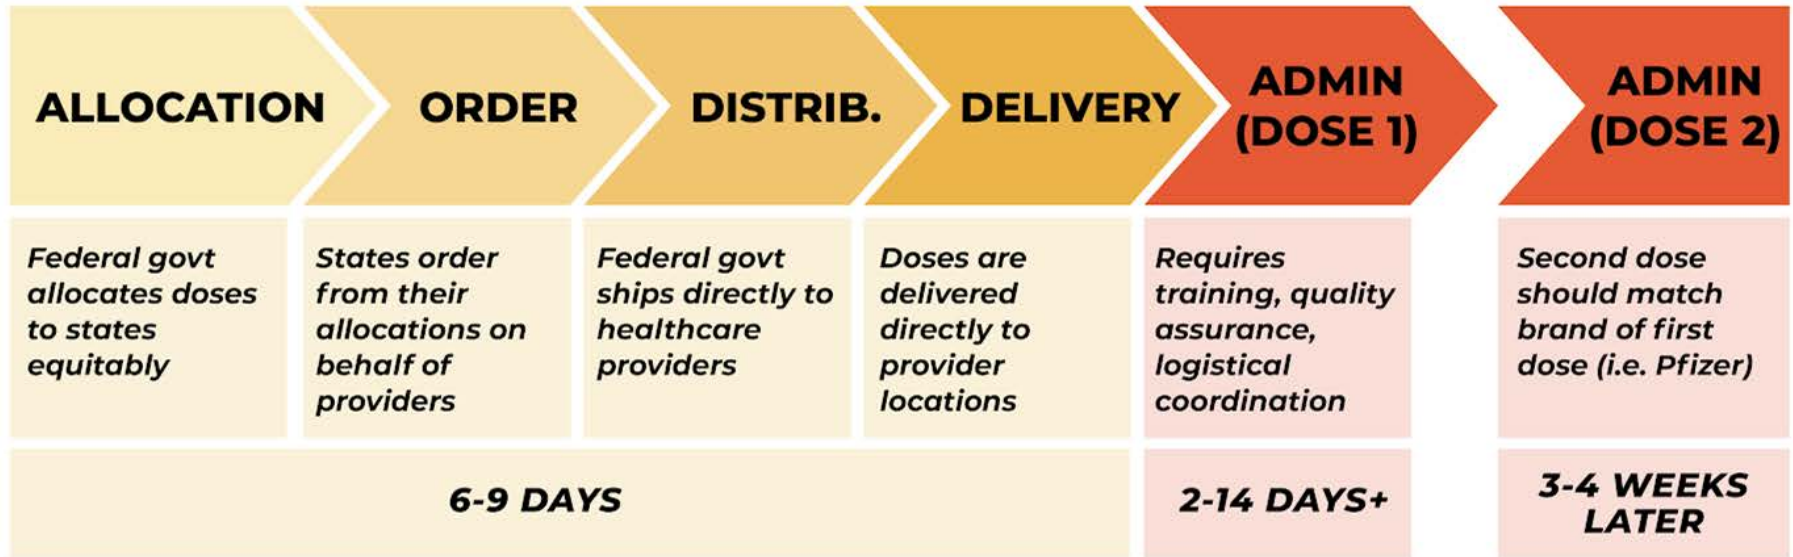 ALLOCATION
ORDER
DISTRIB.
DELIVERY
ADMIN
(DOSE 1)
ADMIN
(DOSE 2)
Federal govt
allocates doses
to states
equitably
States order
from their
allocations on
behalf of
providers
Federal govt
ships directly to
healthcare
providers
Doses are
delivered
directly to
provider
locations
Requires
training, quality
assurance,
logistical
coordination
Second dose
should match
brand of first
dose (i.e. Pfizer)
6-9 DAYS
2-14 DAYS+
3-4 WEEKS
LATER